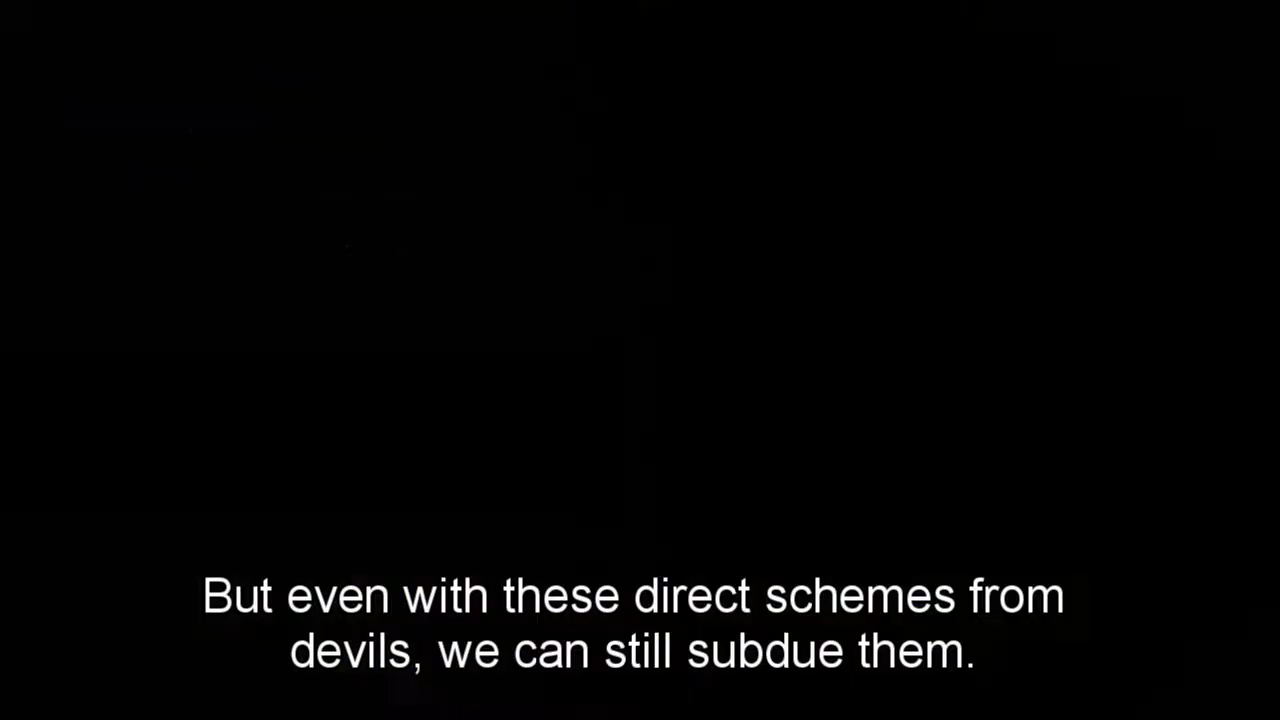 But even with these direct schemes from
devils, we can still subdue them.